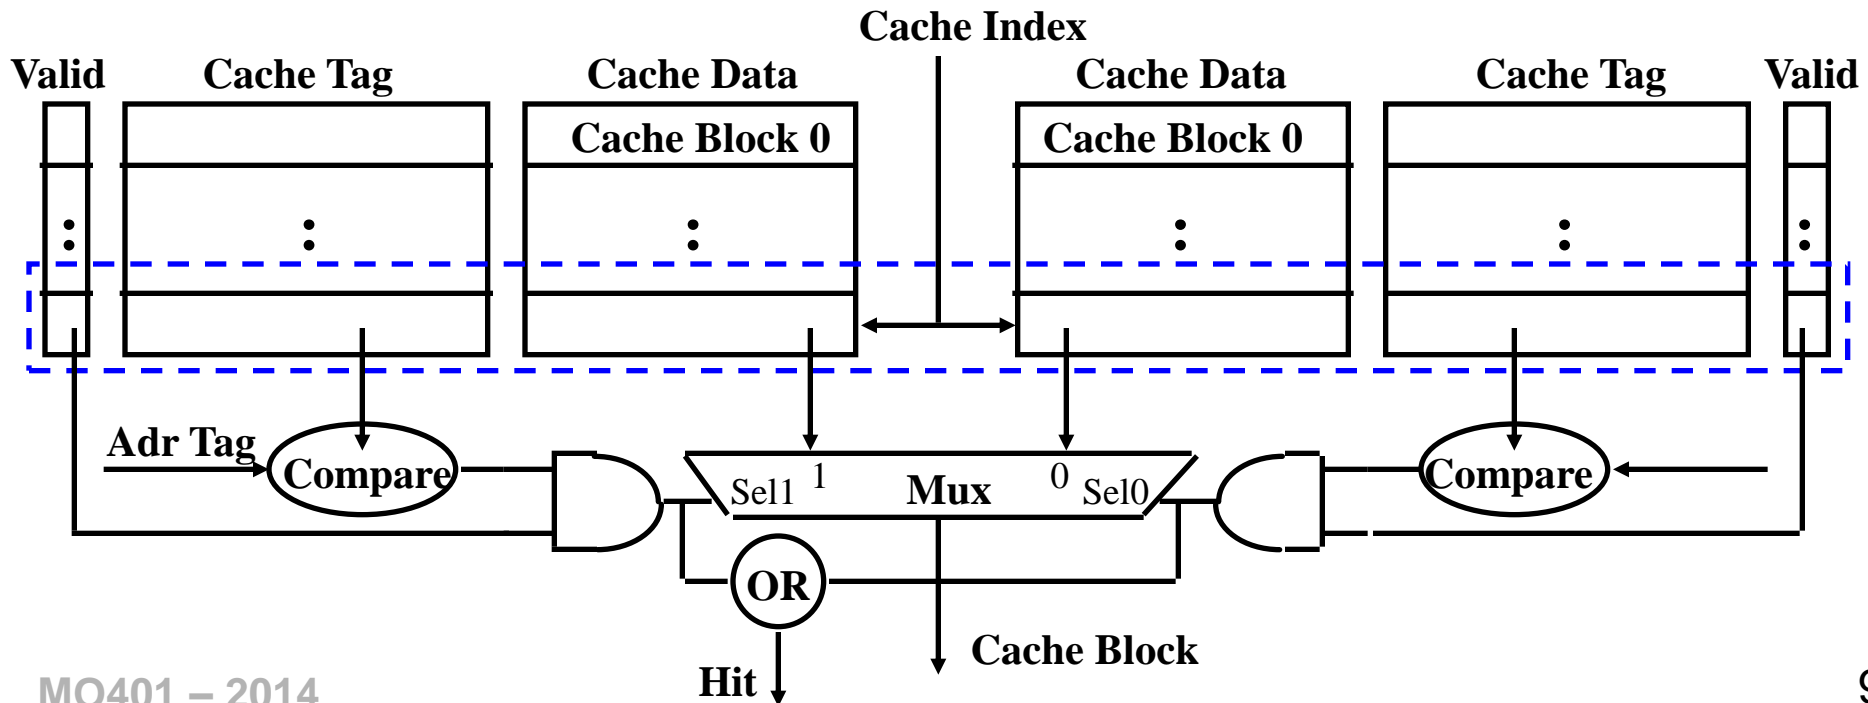 Cache Index
Valid Cache Tag Cache Data Cache Data Cache Tag Valid
Cache Block 0 Cache Block 0
Adr Tag
Compare Sel1 1 Mux 0 Sel0 Compare
OR
Cache Block
Hit
MO401 – 2014 9